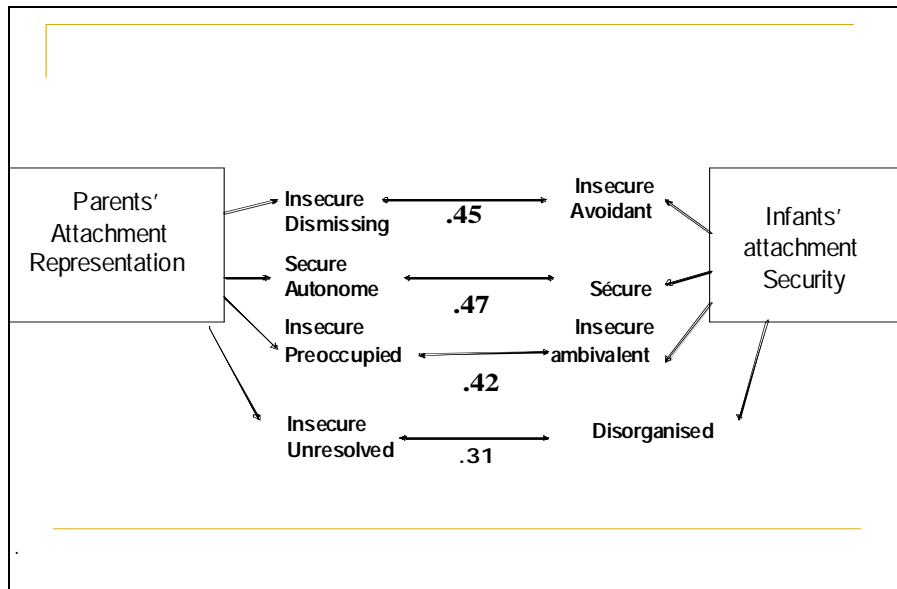 Parents'
Attachment
Representation
Insecure
Dismissing
.45
Insecure
Avoidant
Secure
Autonome
.47
Sécure
Insecure
Preoccupied
.42
Insecure
ambivalent
Insecure
Unresolved
.31
Disorganised
Infants'
attachment
Security
.